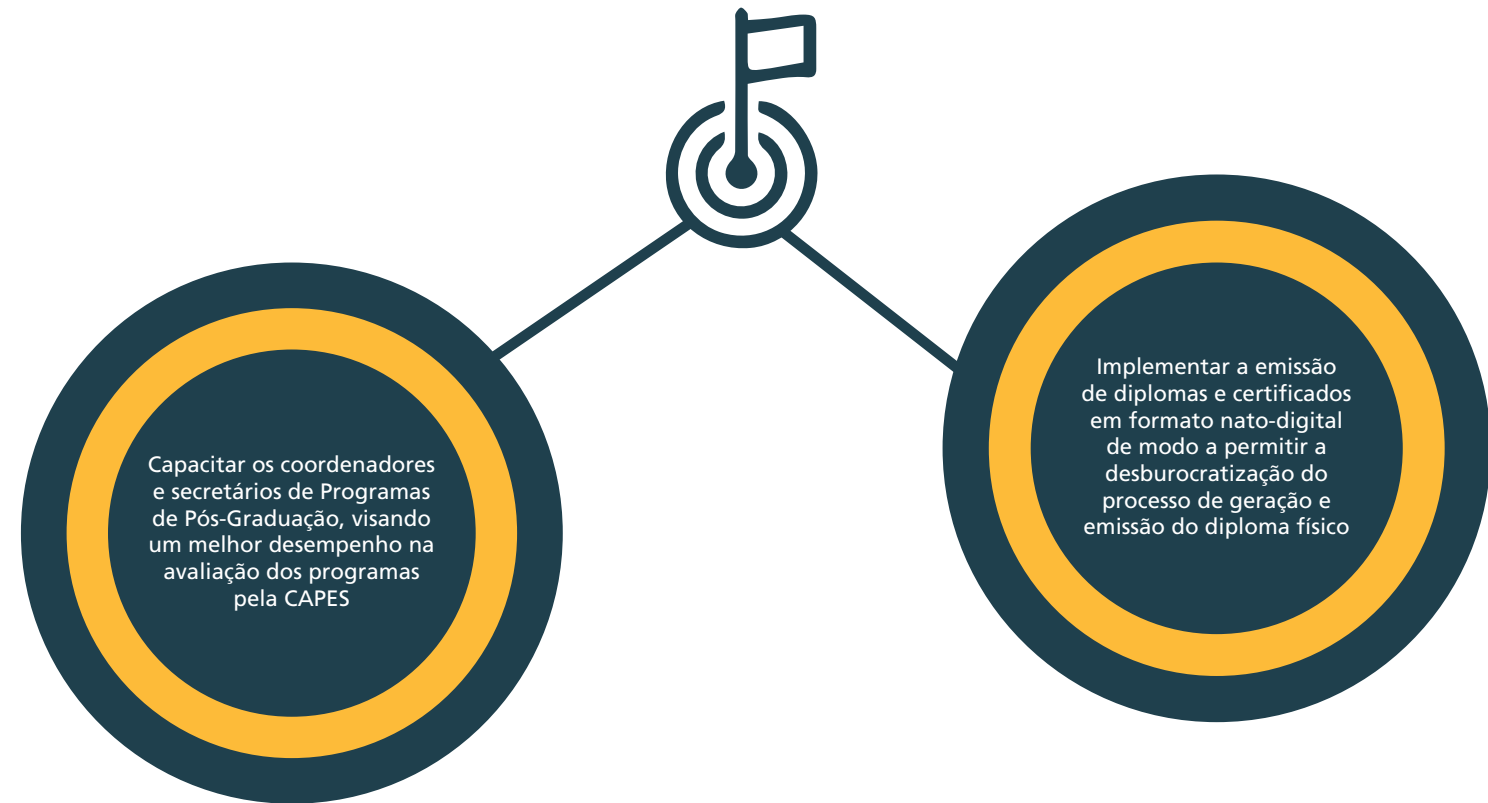 Capacitar os coordenadores
e secretários de Programas
de Pós-Graduação, visando
um melhor desempenho na
avaliação dos programas
pela CAPES
Implementar a emissão
de diplomas e certificados
em formato nato-digital
de modo a permitir a
desburocratização do
processo de geração e
emissão do diploma físico